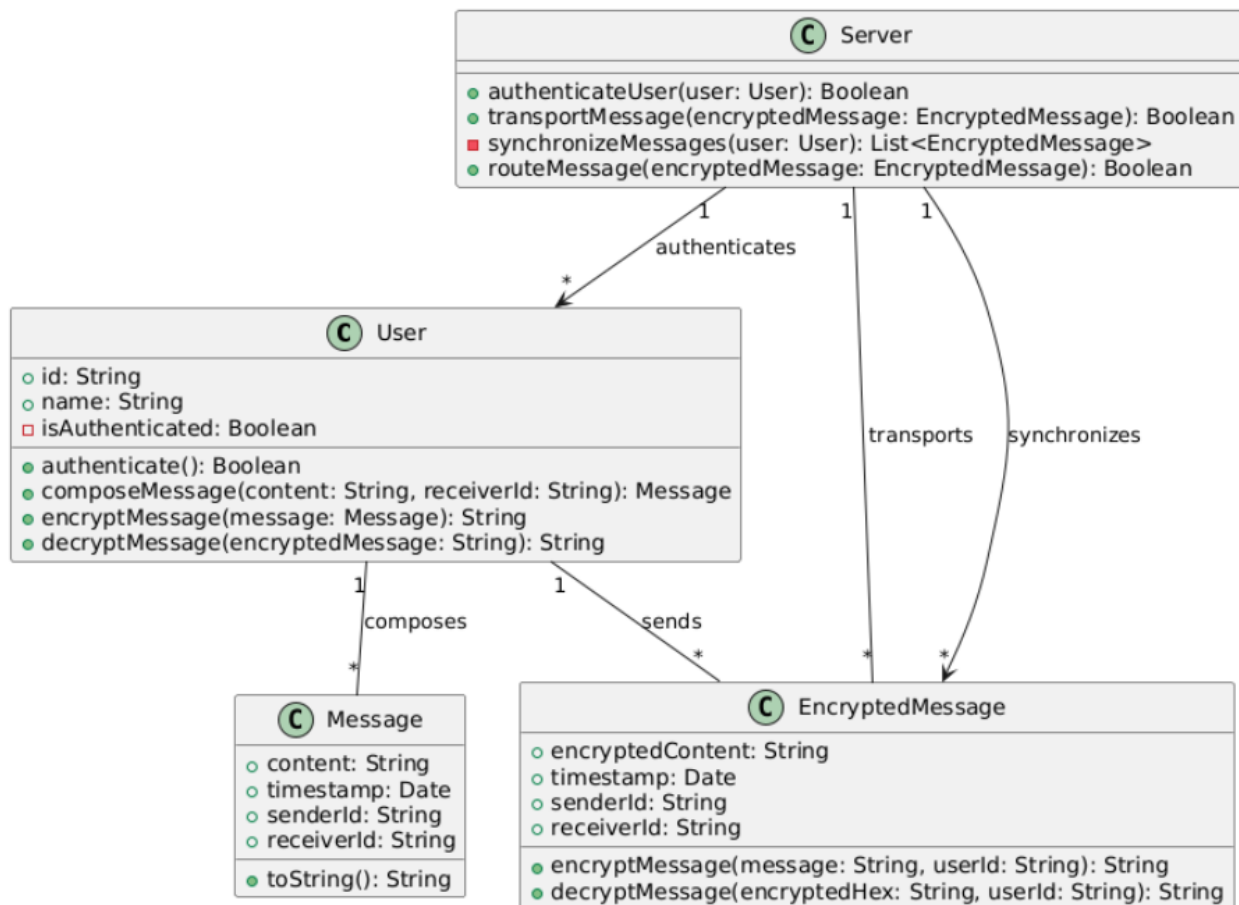 C Server
authenticateUser(user: User): Boolean
transportMessage(encryptedMessage: EncryptedMessage): Boolean
synchronizeMessages(user: User): List<EncryptedMessage>
routeMessage(encryptedMessage: EncryptedMessage): Boolean
1 1 1
authenticates
*
C User
id: String
name: String
isAuthenticated: Boolean
authenticate(): Boolean
composeMessage(content: String, receiverId: String): Message
encryptMessage(message: Message): String
decryptMessage(encryptedMessage: String): String
transports synchronizes
1 1
composes sends
* * * *
C Message
content: String
timestamp: Date
senderId: String
receiverId: String
toString(): String
C EncryptedMessage
encryptedContent: String
timestamp: Date
senderId: String
receiverId: String
encryptMessage(message: String, userId: String): String
decryptMessage(encryptedHex: String, userId: String): String